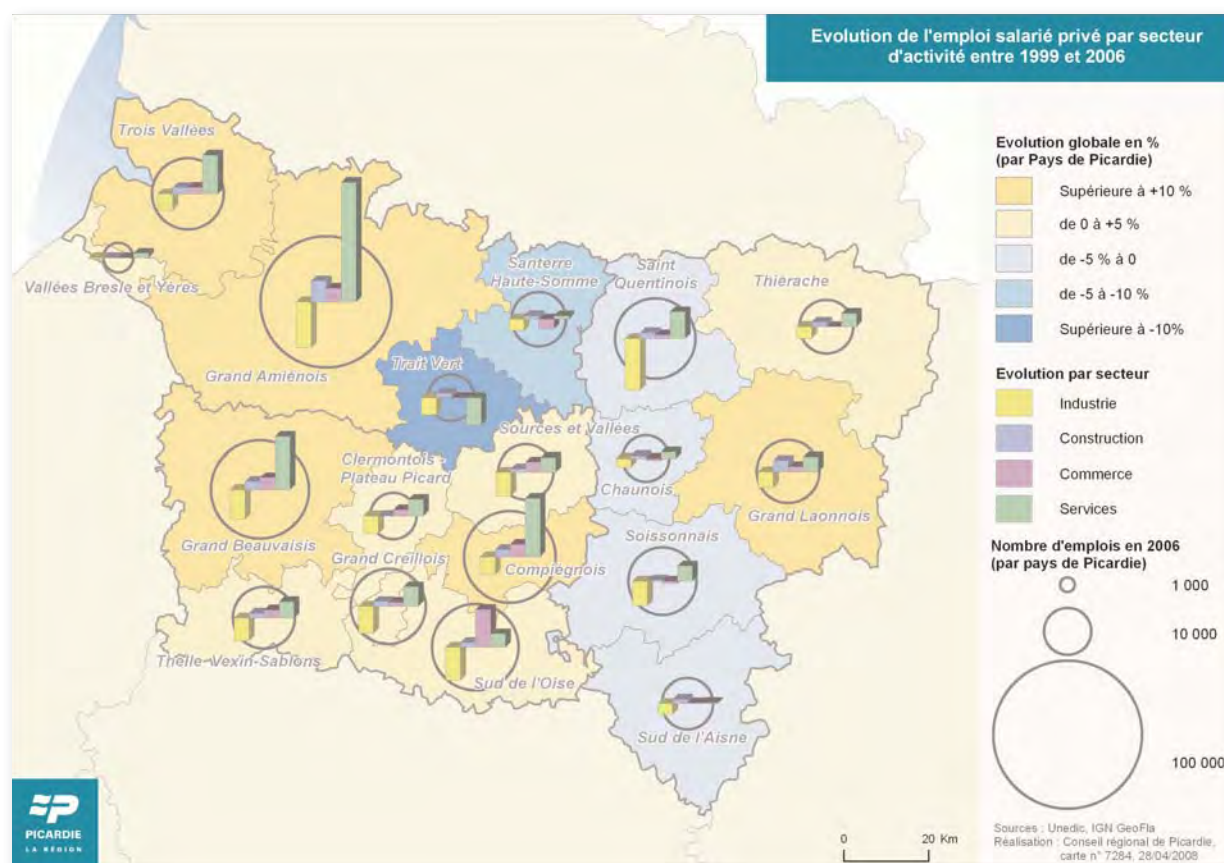 Evolution de l'emploi salarié privé par secteur
d'activité entre 1999 et 2006
Trois Vallées
Vallées Bresle et Yères
Grand Amiénois
Santerre
Haute-Somme
Saint
Quentinois
Thiérache
Trait Vert
Sources et Vallées
Clermontois -
Plateau Picard
Chaunois
Grand Laonnois
Grand Beauvaisis
Grand Creillois
Compiégnois
Soissonnais
Thelle-Vexin-Sablons
Sud de l'Oise
Sud de l'Aisne
Evolution globale en %
(par Pays de Picardie)
Supérieure à +10 %
de 0 à +5 %
de -5 % à 0
de -5 à -10 %
Supérieure à -10%
Evolution par secteur
Industrie
Construction
Commerce
Services
Nombre d'emplois en 2006
(par pays de Picardie)
1 000
10 000
100 000
0 20 Km
Sources : Unedic, IGN GeoFla
Réalisation : Conseil régional de Picardie,
carte n° 7284, 28/04/2008
PICARDIE
LA RÉGION